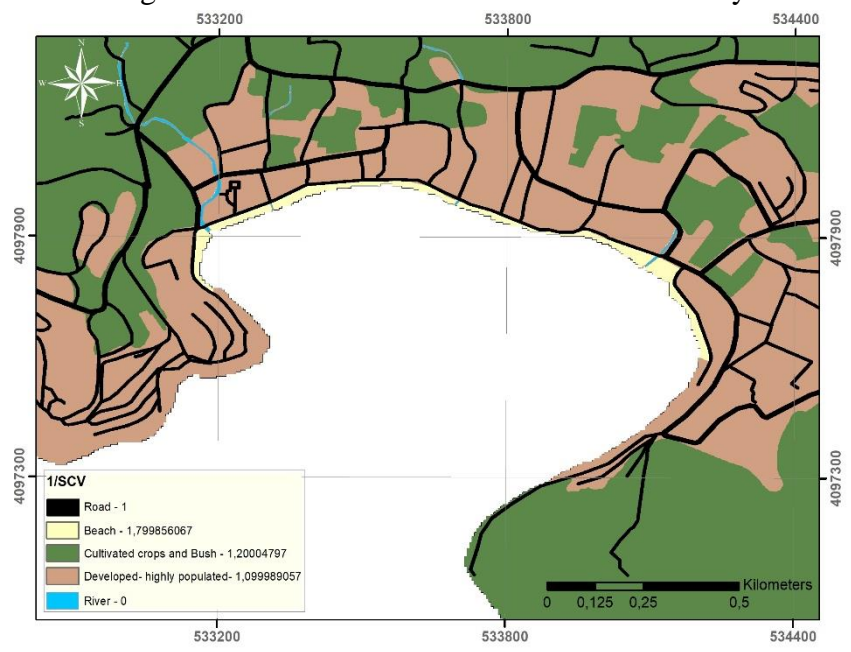 533200 533800 534400
N
W E
S
4097900 4097900
4097300 4097300
1/SCV
Road - 1
Beach - 1,799856067
Cultivated crops and Bush - 1,20004797
Developed- highly populated- 1,099989057
River - 0
Kilometers
0 0,125 0,25 0,5
533200 533800 534400